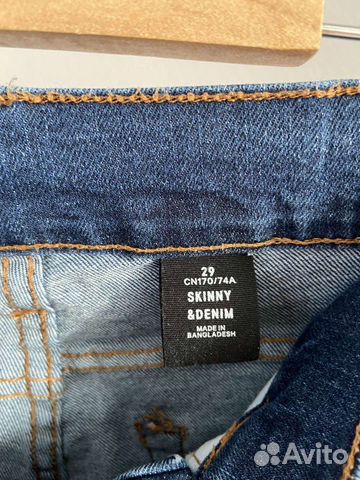 29
CN170/74A
SKINNY
&DENIM
MADE IN
BANGLADESH
Avito